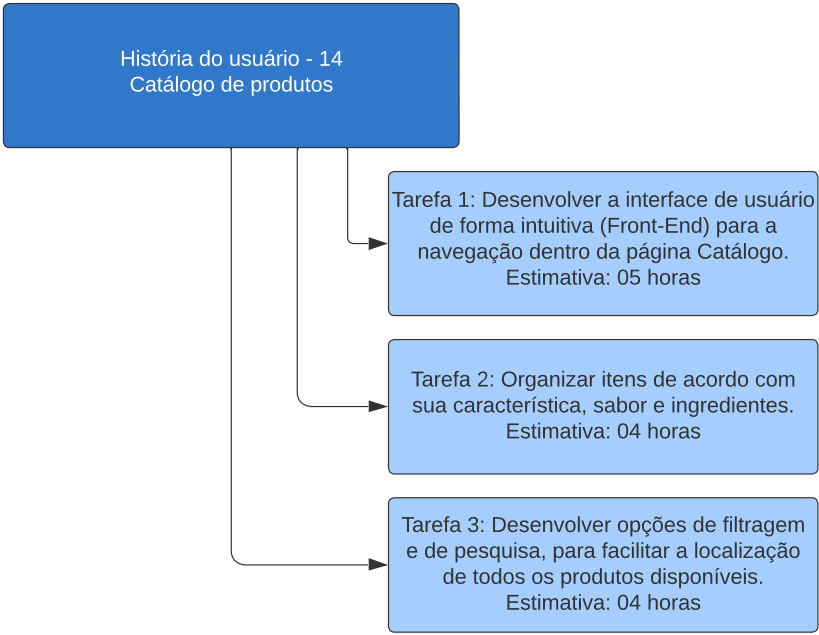 História do usuário - 14
Catálogo de produtos
Tarefa 1: Desenvolver a interface de usuário
de forma intuitiva (Front-End) para a
navegação dentro da página Catálogo.
Estimativa: 05 horas
Tarefa 2: Organizar itens de acordo com
sua característica, sabor e ingredientes.
Estimativa: 04 horas
Tarefa 3: Desenvolver opções de filtragem
e de pesquisa, para facilitar a localização
de todos os produtos disponíveis.
Estimativa: 04 horas